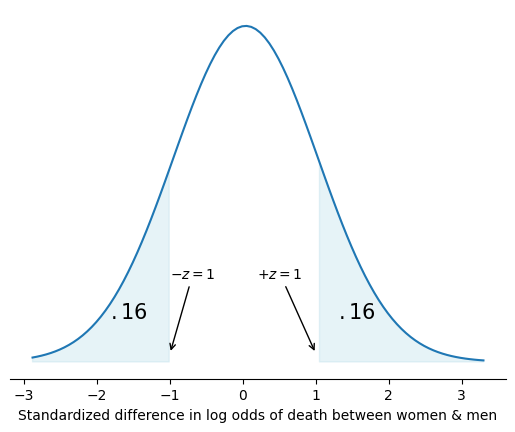 −z = 1
+z = 1
.16
.16
−3 −2 −1 0 1 2 3
Standardized difference in log odds of death between women & men